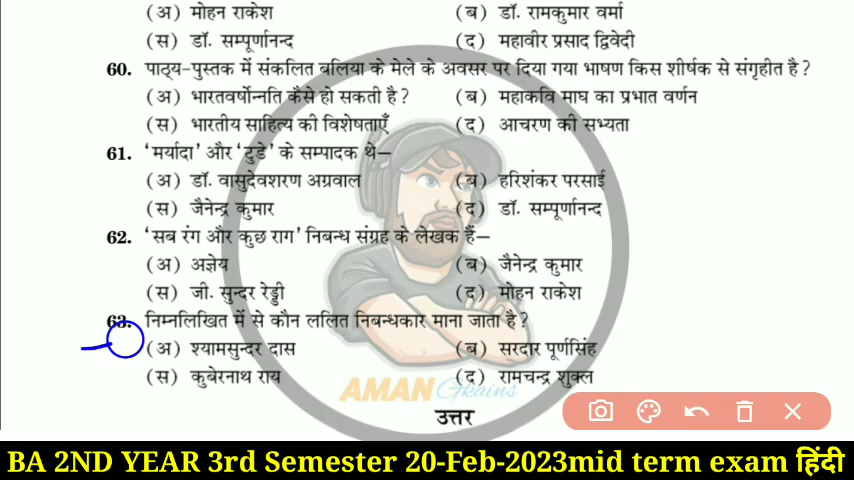 (अ) मोहन राकेश (ब) डॉ. रामकुमार वर्मा
(स) डॉ. सम्पूर्णानन्द (द) महावीर प्रसाद द्विवेदी
60. पाठ्य-पुस्तक में संकलित बलिया के मेले के अवसर पर दिया गया भाषण किस शीर्षक से संगृहीत है ?
(अ) भारतवर्षोन्नति कैसे हो सकती है ? (ब) महाकवि माघ का प्रभात वर्णन
(स) भारतीय साहित्य की विशेषताएँ (द) आचरण की सभ्यता
61. ‘मर्यादा’ और ‘टुडे’ के सम्पादक थे—
(अ) डॉ. वासुदेवशरण अग्रवाल (ब) हरिशंकर परसाई
(स) जैनेन्द्र कुमार (द) डॉ. सम्पूर्णानन्द
62. ‘सब रंग और कुछ राग’ निबन्ध संग्रह के लेखक हैं—
(अ) अज्ञेय (ब) जैनेन्द्र कुमार
(स) जी. सुन्दर रेड्डी (द) मोहन राकेश
63. निम्नलिखित में से कौन ललित निबन्धकार माना जाता है ?
(अ) श्यामसुन्दर दास (ब) सरदार पूर्णसिंह
(स) कुबेरनाथ राय (द) रामचन्द्र शुक्ल
AMAN Gkains
उत्तर
BA 2ND YEAR 3rd Semester 20-Feb-2023mid term exam हिंदी